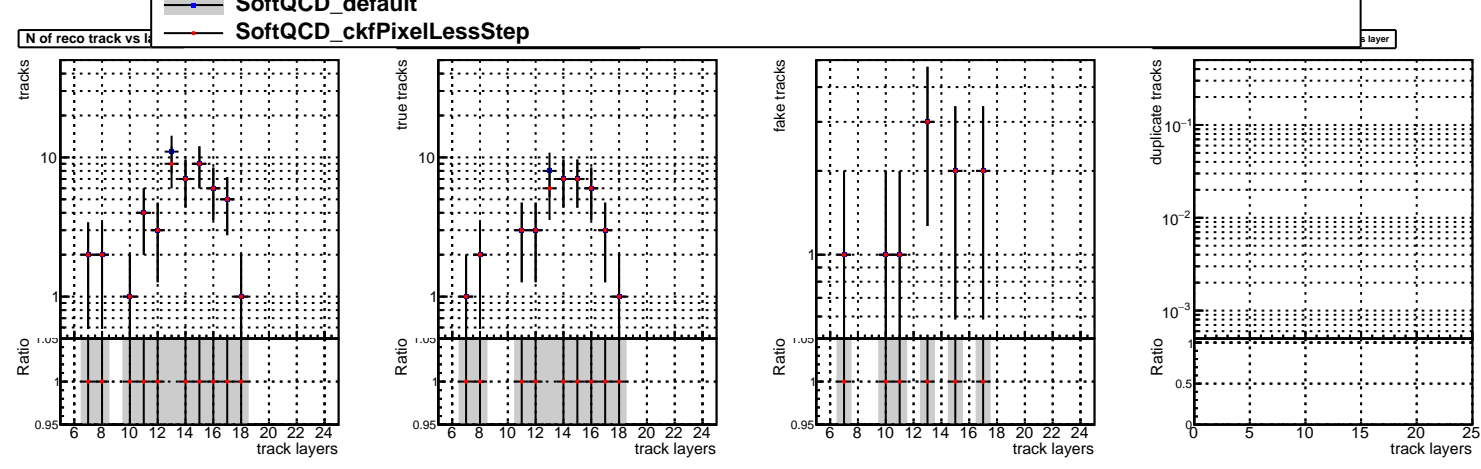 SoftQCD_default
SoftQCD_ckfPixelLessStep
N of reco track vs la
s layer
tracks
10
1
Ratio
1.05
1
0.95
6 8 10 12 14 16 18 20 22 24
track layers
true tracks
10
1
Ratio
1.05
1
0.95
6 8 10 12 14 16 18 20 22 24
track layers
fake tracks
1
Ratio
1.05
1
0.95
6 8 10 12 14 16 18 20 22 24
track layers
duplicate tracks
10⁻¹
10⁻²
10⁻³
Ratio
1
0.5
0
0 5 10 15 20 25
track layers